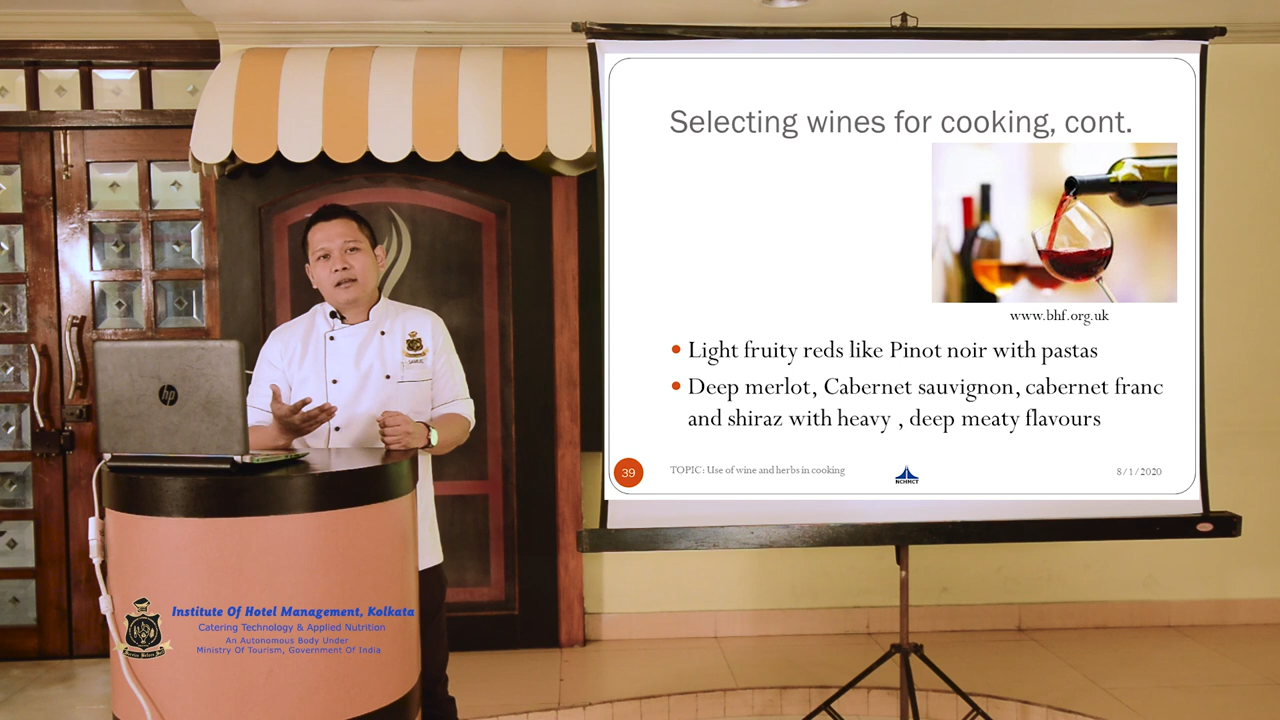 Selecting wines for cooking, cont.
www.bhf.org.uk
Light fruity reds like Pinot noir with pastas
Deep merlot, Cabernet sauvignon, cabernet franc
and shiraz with heavy , deep meaty flavours
39
TOPIC: Use of wine and herbs in cooking
NCHMCT
8/1/2020
hp
Institute Of Hotel Management, Kolkata
Catering Technology & Applied Nutrition
An Autonomous Body Under
Ministry Of Tourism, Government Of India